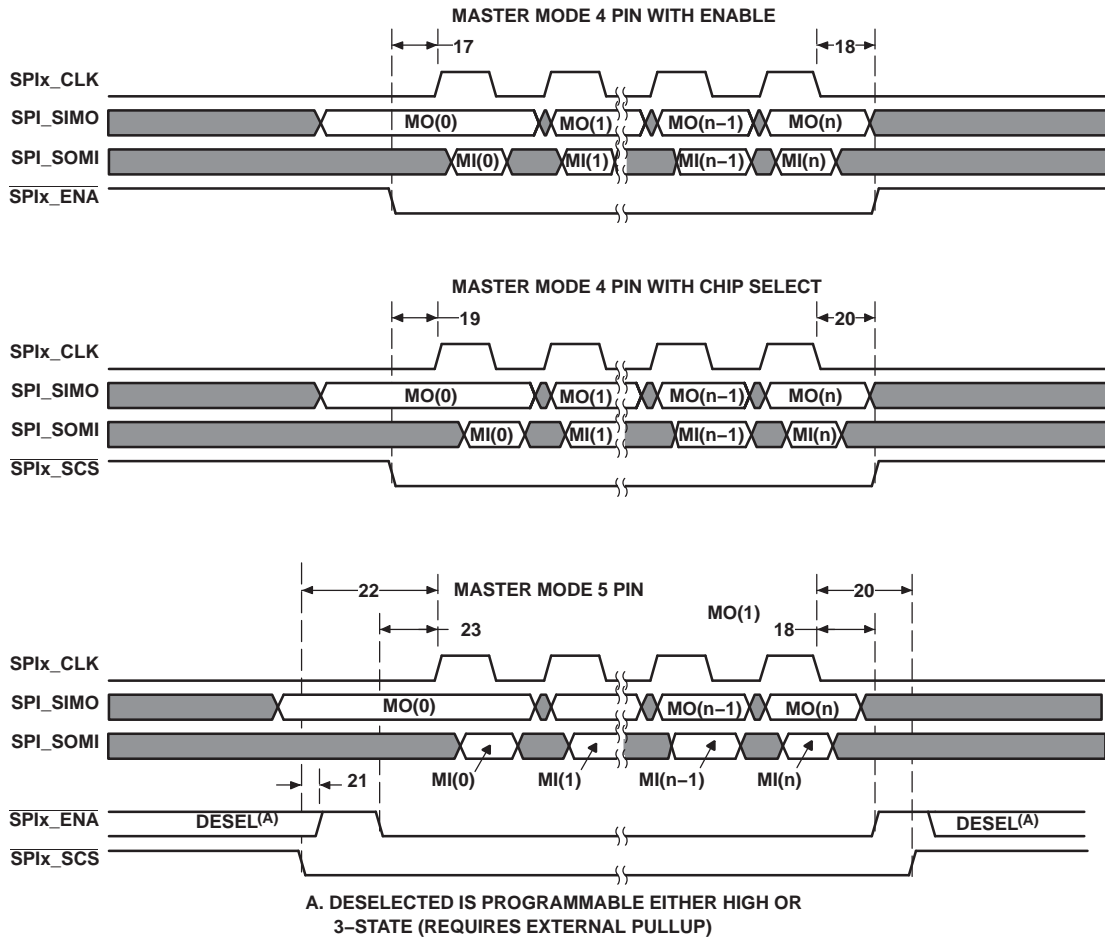 MASTER MODE 4 PIN WITH ENABLE
17
18
SPIx_CLK
SPI_SIMO
MO(0)
MO(1)
MO(n−1)
MO(n)
SPI_SOMI
MI(0)
MI(1)
MI(n−1)
MI(n)
SPIx_ENA
MASTER MODE 4 PIN WITH CHIP SELECT
19
20
SPIx_CLK
SPI_SIMO
MO(0)
MO(1)
MO(n−1)
MO(n)
SPI_SOMI
MI(0)
MI(1)
MI(n−1)
MI(n)
SPIx_SCS
22
MASTER MODE 5 PIN
20
MO(1)
23
18
SPIx_CLK
SPI_SIMO
MO(0)
MO(n−1)
MO(n)
SPI_SOMI
MI(0)
MI(1)
MI(n−1)
MI(n)
21
SPIx_ENA
DESEL(A)
DESEL(A)
SPIx_SCS
A. DESELECTED IS PROGRAMMABLE EITHER HIGH OR
3−STATE (REQUIRES EXTERNAL PULLUP)